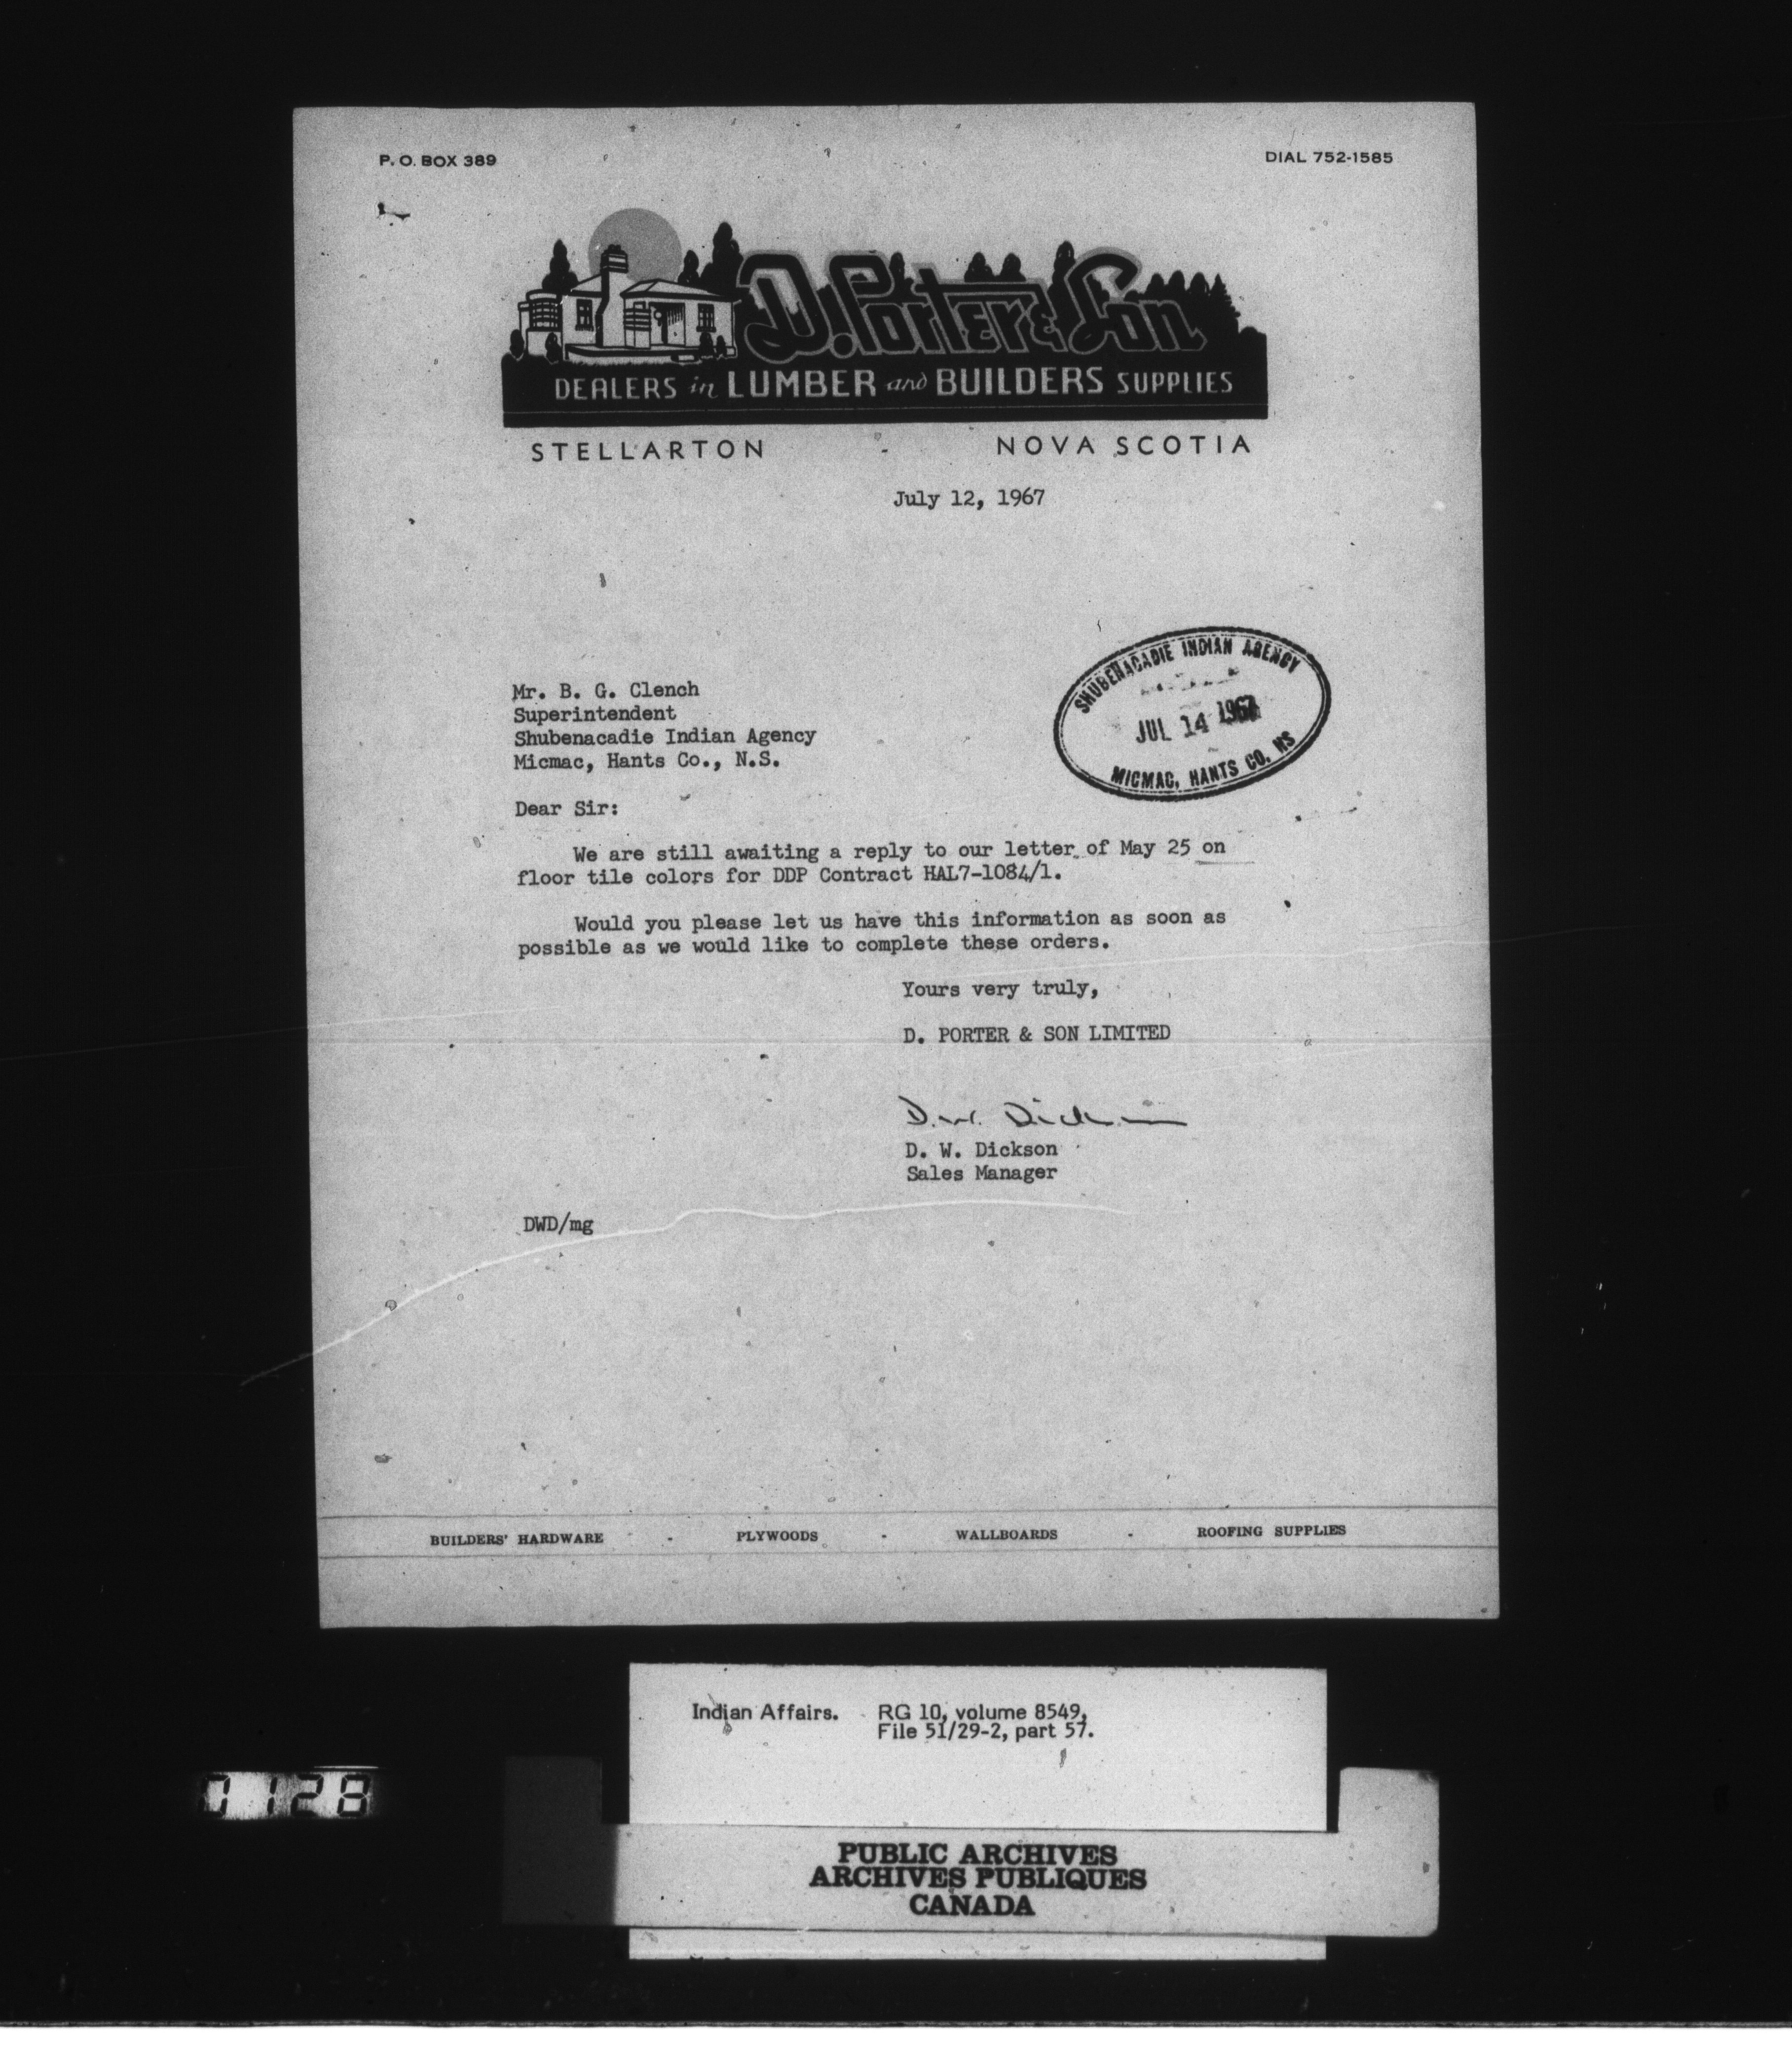 P. O. BOX 389
DIAL 752-1585
D. Porter & Son
DEALERS in LUMBER and BUILDERS SUPPLIES
STELLARTON - NOVA SCOTIA
July 12, 1967
SHUBENACADIE INDIAN AGENCY
JUL 14 1967
MICMAC, HANTS CO. NS
Mr. B. G. Clench
Superintendent
Shubenacadie Indian Agency
Micmac, Hants Co., N.S.
Dear Sir:
We are still awaiting a reply to our letter of May 25 on
floor tile colors for DDP Contract HAL7-1084/1.
Would you please let us have this information as soon as
possible as we would like to complete these orders.
Yours very truly,
D. PORTER & SON LIMITED
D. W. Dickson
D. W. Dickson
Sales Manager
DWD/mg
BUILDERS' HARDWARE - PLYWOODS - WALLBOARDS - ROOFING SUPPLIES
Indian Affairs. RG 10, volume 8549,
File 51/29-2, part 57.
0128
PUBLIC ARCHIVES
ARCHIVES PUBLIQUES
CANADA